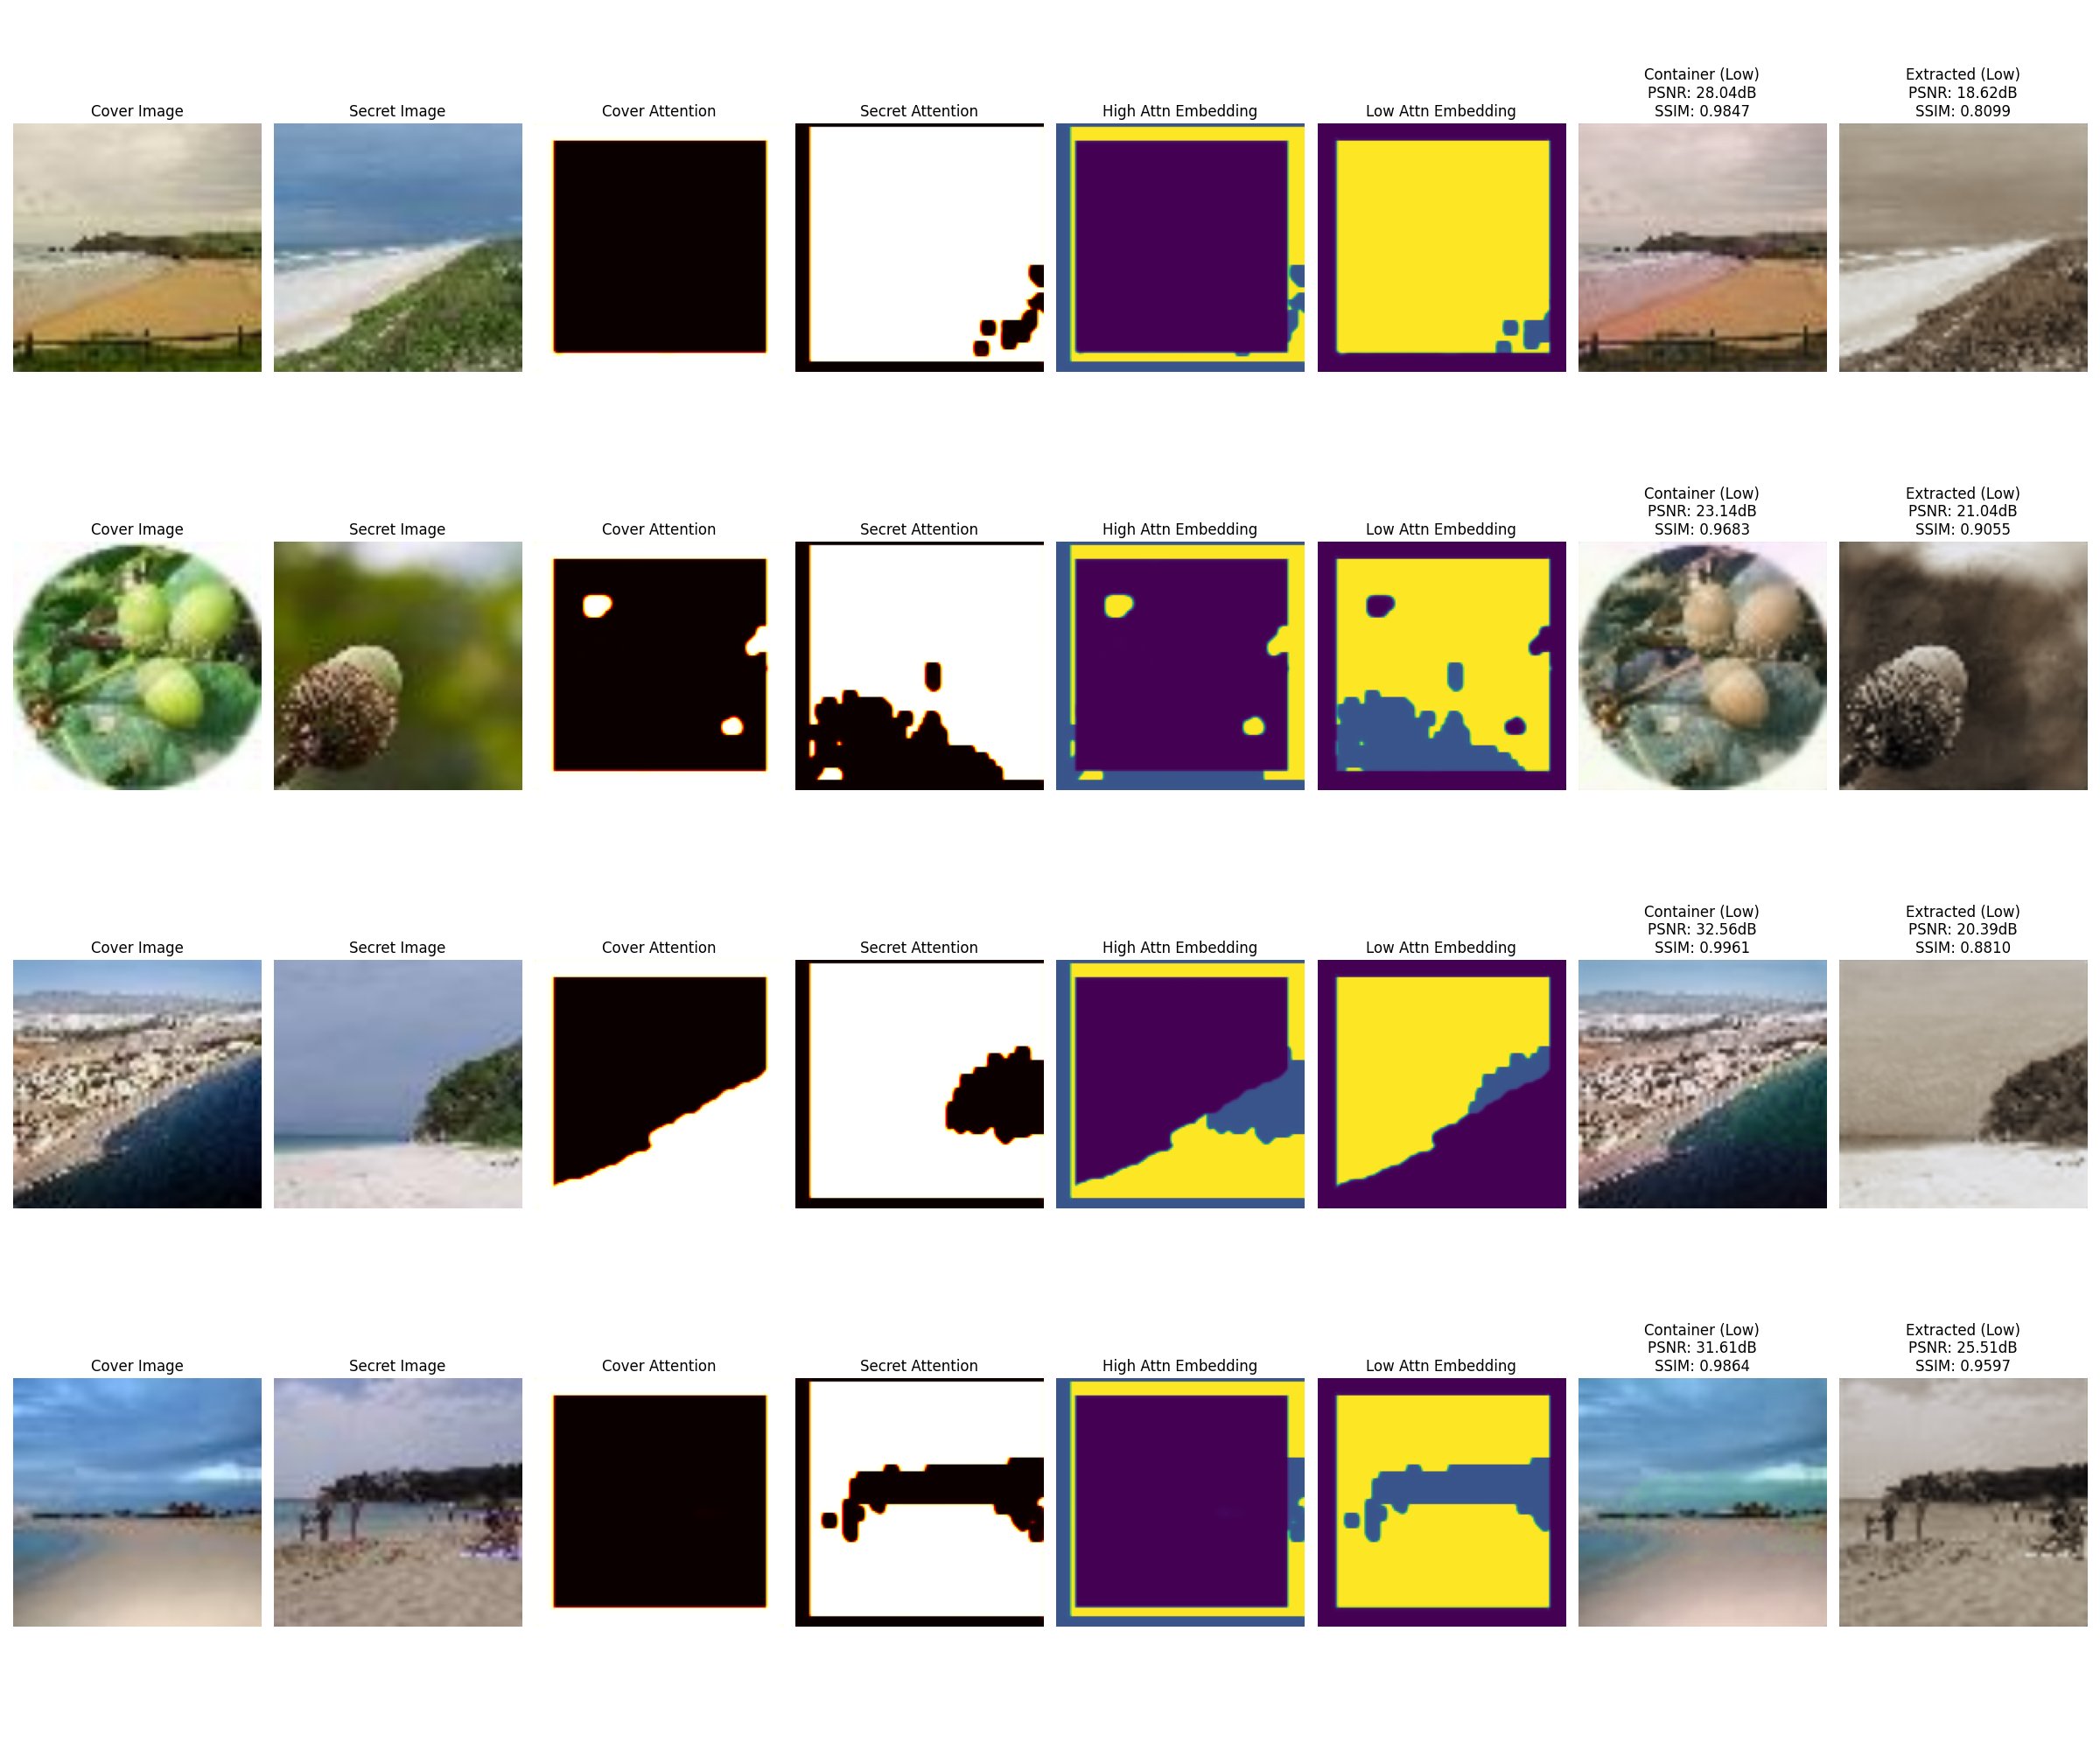 Cover Image
Secret Image
Cover Attention
Secret Attention
High Attn Embedding
Low Attn Embedding
Container (Low)
PSNR: 28.04dB
SSIM: 0.9847
Extracted (Low)
PSNR: 18.62dB
SSIM: 0.8099
Cover Image
Secret Image
Cover Attention
Secret Attention
High Attn Embedding
Low Attn Embedding
Container (Low)
PSNR: 23.14dB
SSIM: 0.9683
Extracted (Low)
PSNR: 21.04dB
SSIM: 0.9055
Cover Image
Secret Image
Cover Attention
Secret Attention
High Attn Embedding
Low Attn Embedding
Container (Low)
PSNR: 32.56dB
SSIM: 0.9961
Extracted (Low)
PSNR: 20.39dB
SSIM: 0.8810
Cover Image
Secret Image
Cover Attention
Secret Attention
High Attn Embedding
Low Attn Embedding
Container (Low)
PSNR: 31.61dB
SSIM: 0.9864
Extracted (Low)
PSNR: 25.51dB
SSIM: 0.9597